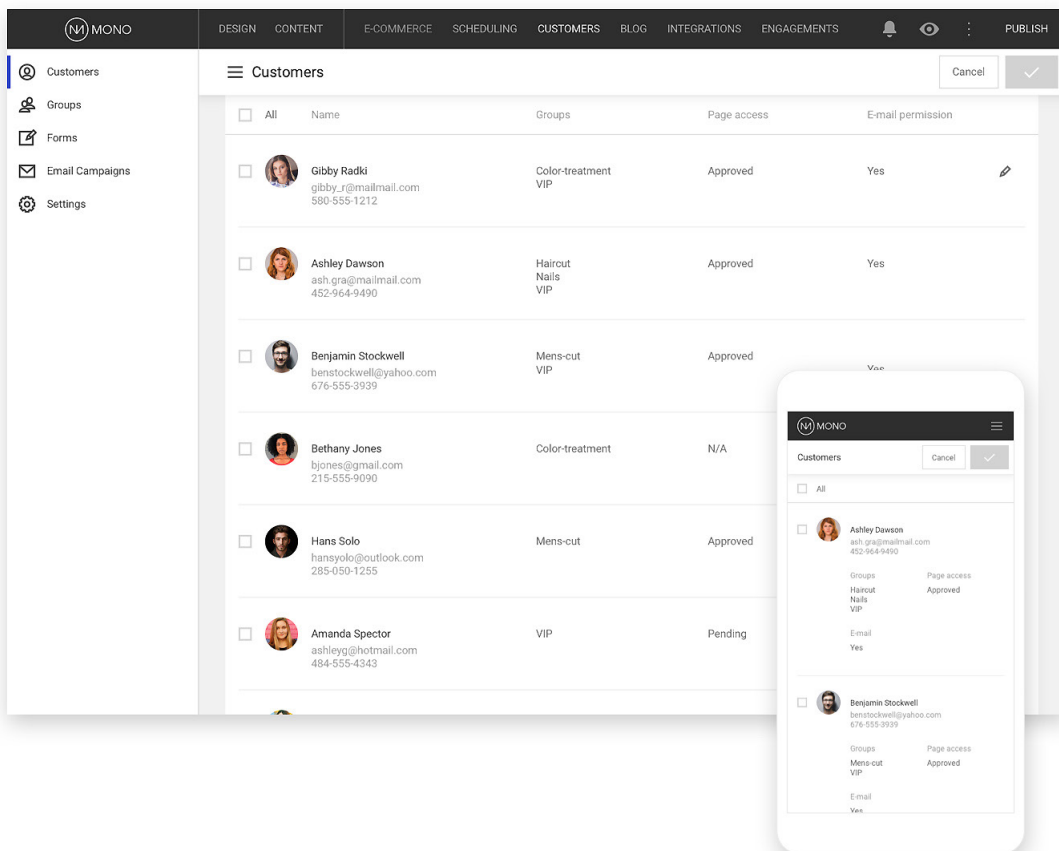 MONO
DESIGN CONTENT E-COMMERCE SCHEDULING CUSTOMERS BLOG INTEGRATIONS ENGAGEMENTS PUBLISH
Customers
Groups
Forms
Email Campaigns
Settings
Customers
Cancel
All Name Groups Page access E-mail permission
Gibby Radki Color-treatment Approved Yes
gibby_r@mailmail.com VIP
580-555-1212
Ashley Dawson Haircut Approved Yes
ash.gra@mailmail.com Nails
452-964-9490 VIP
Benjamin Stockwell Mens-cut Approved Yes
benstockwell@yahoo.com VIP
676-555-3939
Bethany Jones Color-treatment N/A
bjones@gmail.com
215-555-9090
Hans Solo Mens-cut Approved
hansyolo@outlook.com
285-050-1255
Amanda Spector VIP Pending
ashleyg@hotmail.com
484-555-4343
MONO
Customers Cancel
All
Ashley Dawson
ash.gra@mailmail.com
452-964-9490
Groups Page access
Haircut Approved
Nails
VIP
E-mail
Yes
Benjamin Stockwell
benstockwell@yahoo.com
676-555-3939
Groups Page access
Mens-cut Approved
VIP
E-mail
Yes